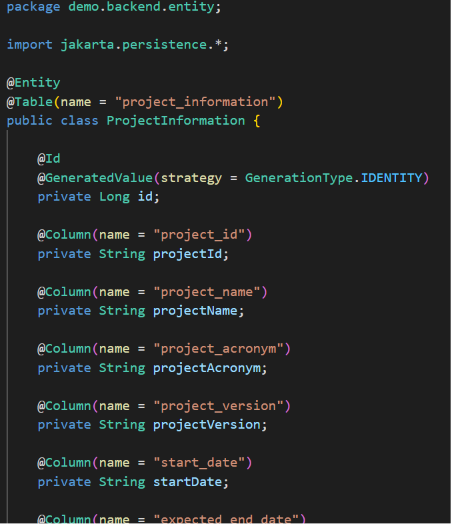 package demo.backend.entity;
import jakarta.persistence.*;
@Entity
@Table(name = "project_information")
public class ProjectInformation {
@Id
@GeneratedValue(strategy = GenerationType.IDENTITY)
private Long id;
@Column(name = "project_id")
private String projectId;
@Column(name = "project_name")
private String projectName;
@Column(name = "project_acronym")
private String projectAcronym;
@Column(name = "project_version")
private String projectVersion;
@Column(name = "start_date")
private String startDate;
@Column(name = "expected_end_date")